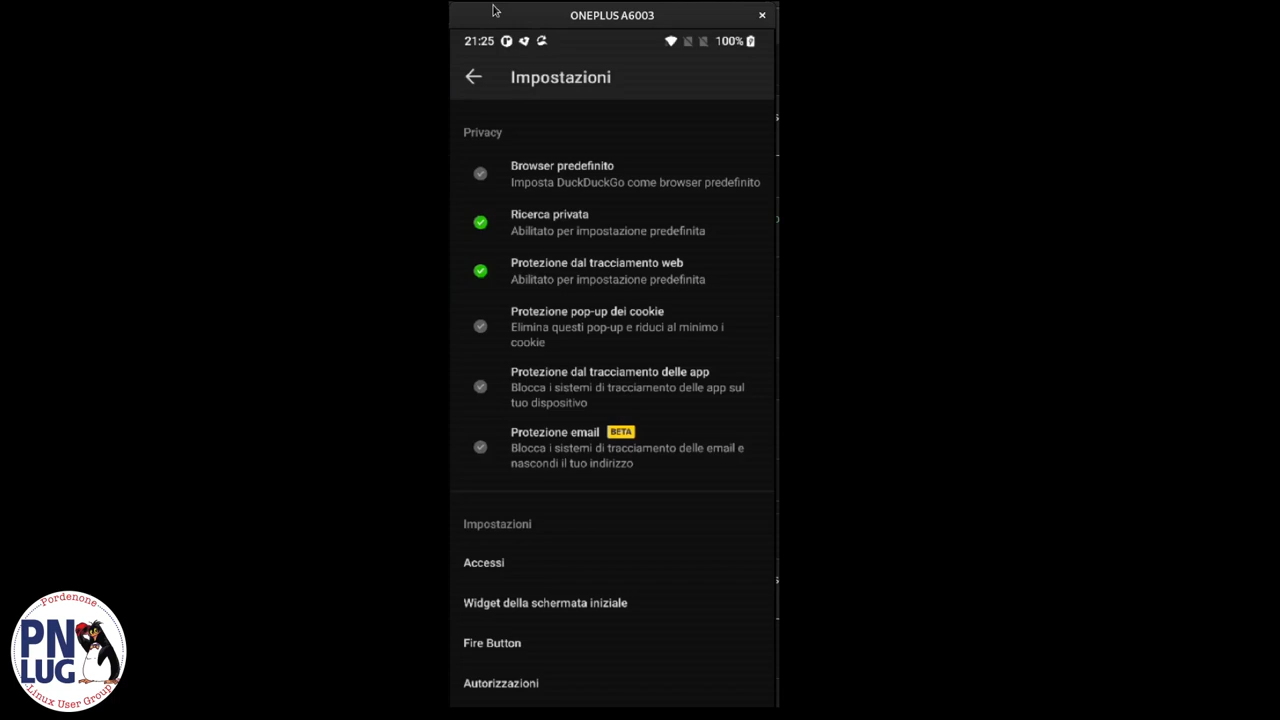 ONEPLUS A6003
21:25
100%
Impostazioni
Privacy
Browser predefinito
Imposta DuckDuckGo come browser predefinito
Ricerca privata
Abilitato per impostazione predefinita
Protezione dal tracciamento web
Abilitato per impostazione predefinita
Protezione pop-up dei cookie
Elimina questi pop-up e riduci al minimo i
cookie
Protezione dal tracciamento delle app
Blocca i sistemi di tracciamento delle app sul
tuo dispositivo
Protezione email BETA
Blocca i sistemi di tracciamento delle email e
nascondi il tuo indirizzo
Impostazioni
Accessi
Widget della schermata iniziale
Fire Button
Autorizzazioni
Pordenone
PN
LUG
Linux User Group